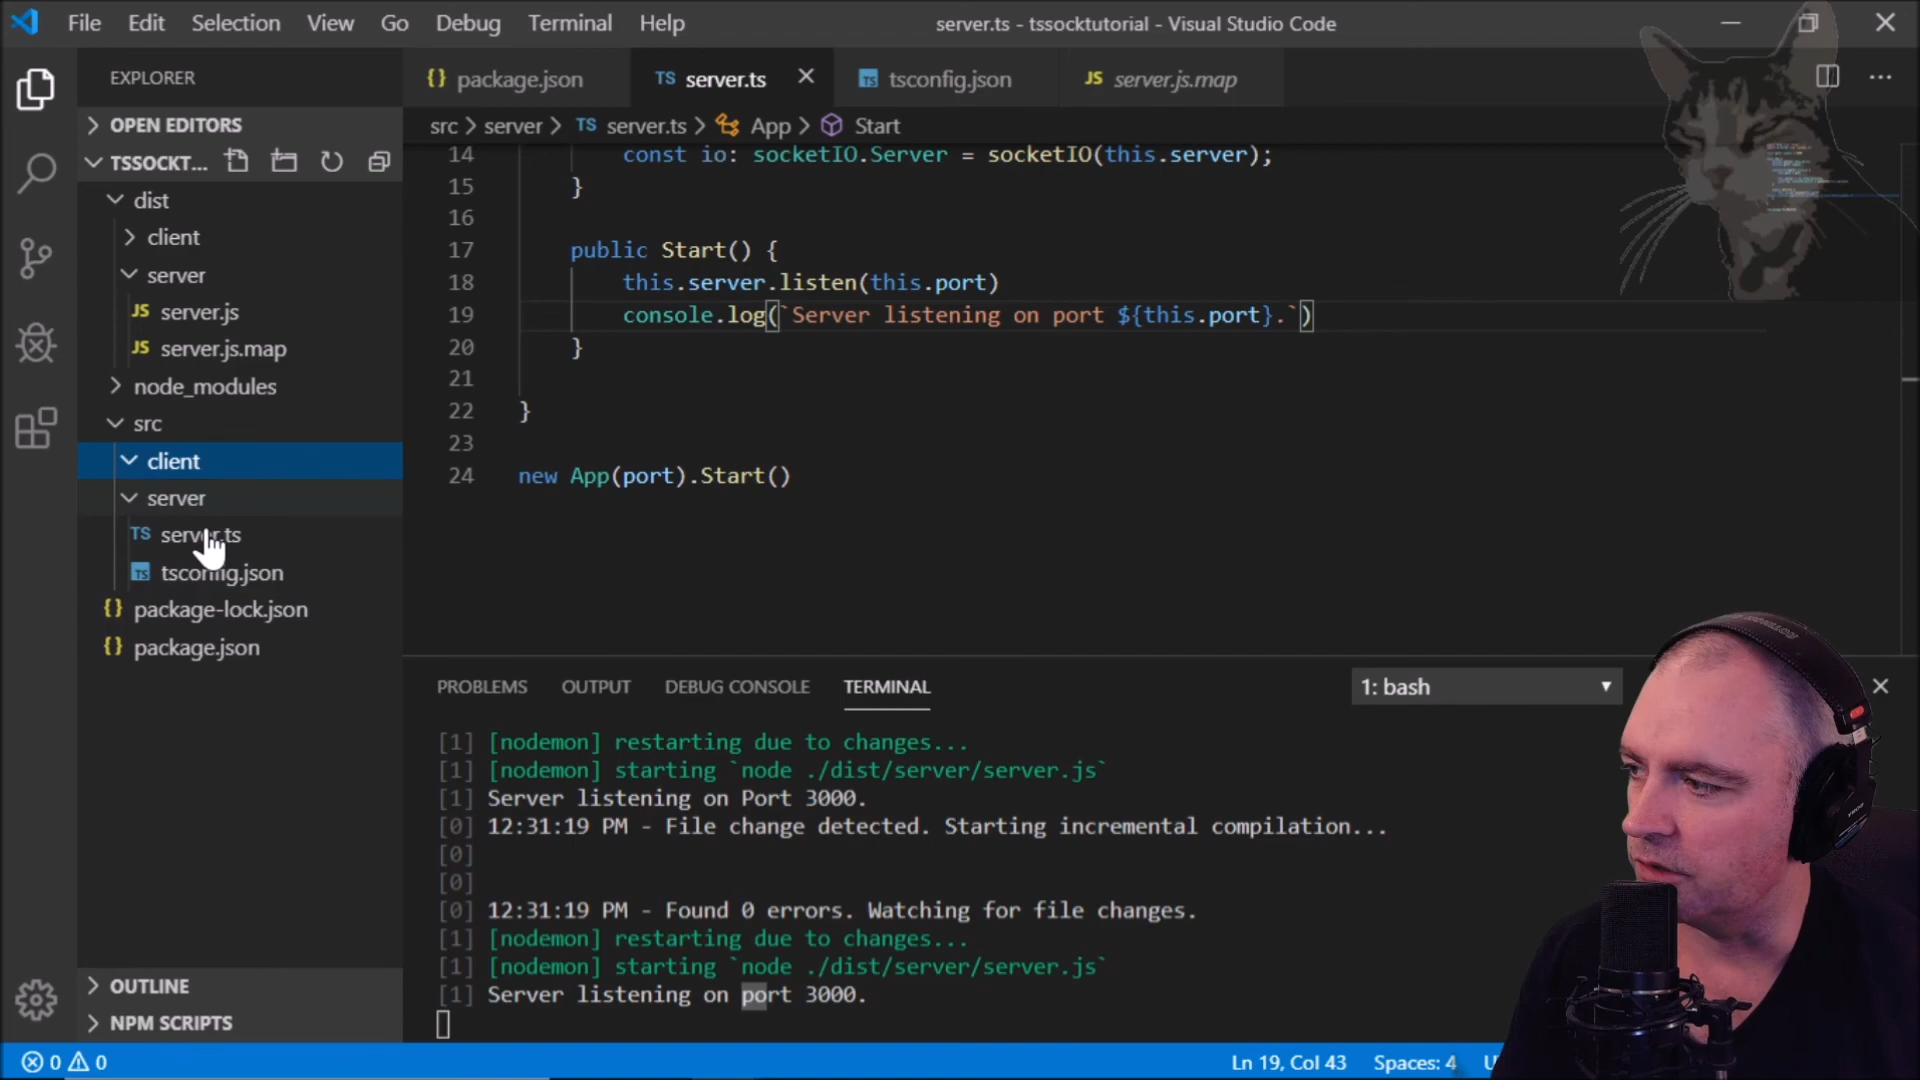 File Edit Selection View Go Debug Terminal Help
server.ts - tssocktutorial - Visual Studio Code
EXPLORER
OPEN EDITORS
TSSOCKT...
dist
client
server
JS server.js
JS server.js.map
node_modules
src
client
server
TS server.ts
TS tsconfig.json
{} package-lock.json
{} package.json
OUTLINE
NPM SCRIPTS
{} package.json
TS server.ts
TS tsconfig.json
JS server.js.map
src > server > TS server.ts > App > Start
14 const io: socketIO.Server = socketIO(this.server);
15 }
16
17 public Start() {
18 this.server.listen(this.port)
19 console.log(`Server listening on port ${this.port}.`)
20 }
21
22 }
23
24 new App(port).Start()
PROBLEMS OUTPUT DEBUG CONSOLE TERMINAL
1: bash
[1] [nodemon] restarting due to changes...
[1] [nodemon] starting `node ./dist/server/server.js`
[1] Server listening on Port 3000.
[0] 12:31:19 PM - File change detected. Starting incremental compilation...
[0]
[0]
[0] 12:31:19 PM - Found 0 errors. Watching for file changes.
[1] [nodemon] restarting due to changes...
[1] [nodemon] starting `node ./dist/server/server.js`
[1] Server listening on port 3000.
0 0
Ln 19, Col 43 Spaces: 4